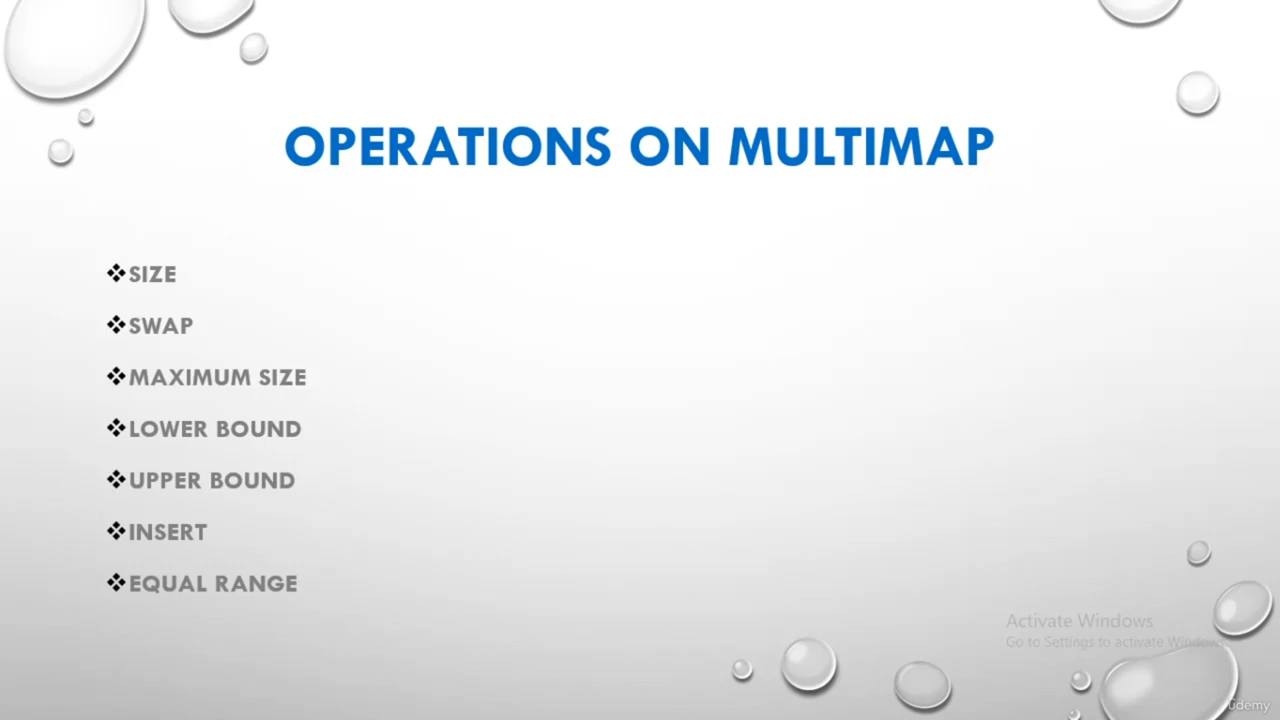 OPERATIONS ON MULTIMAP
❖SIZE
❖SWAP
❖MAXIMUM SIZE
❖LOWER BOUND
❖UPPER BOUND
❖INSERT
❖EQUAL RANGE
Activate Windows
Go to Settings to activate Windows.
ûdemy